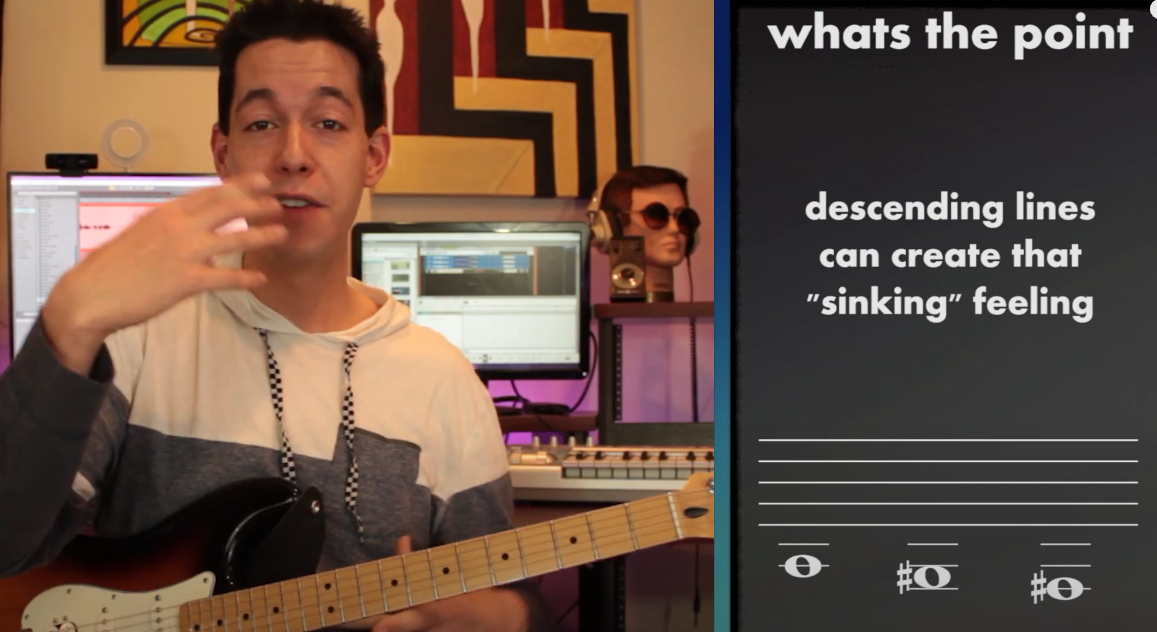 whats the point
descending lines
can create that
"sinking" feeling